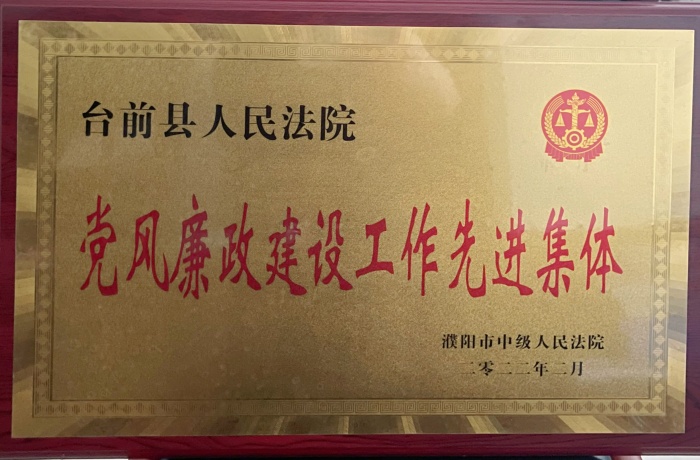 台前县人民法院
党风廉政建设工作先进集体
濮阳市中级人民法院
二零二二年二月